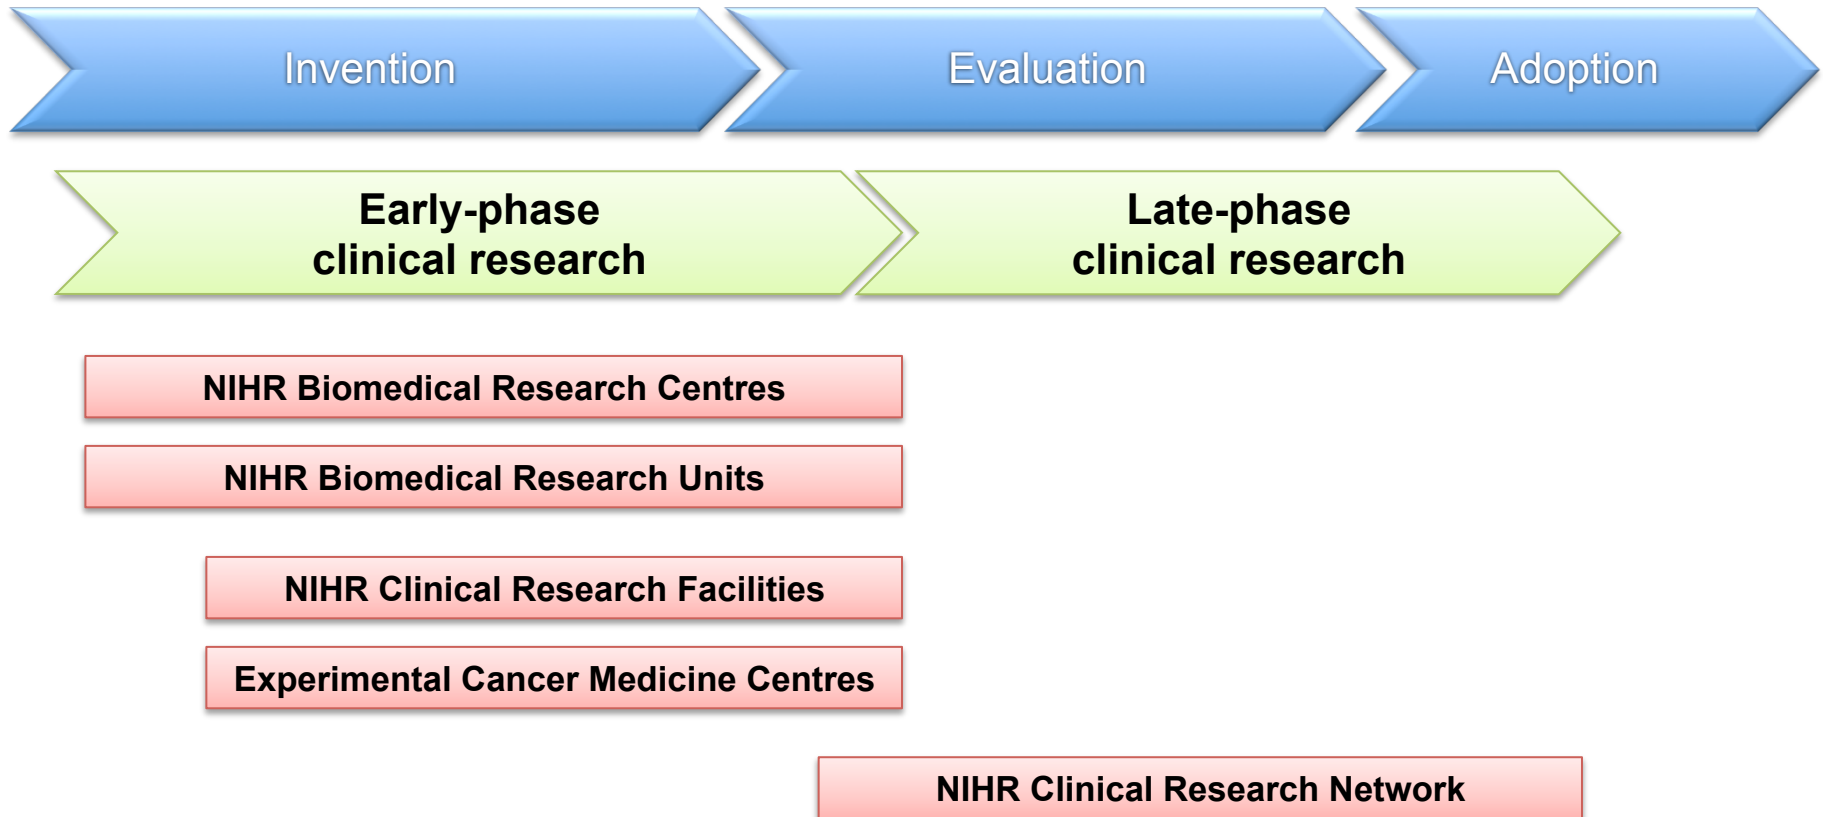 Invention
Evaluation
Adoption
Early-phase
clinical research
Late-phase
clinical research
NIHR Biomedical Research Centres
NIHR Biomedical Research Units
NIHR Clinical Research Facilities
Experimental Cancer Medicine Centres
NIHR Clinical Research Network